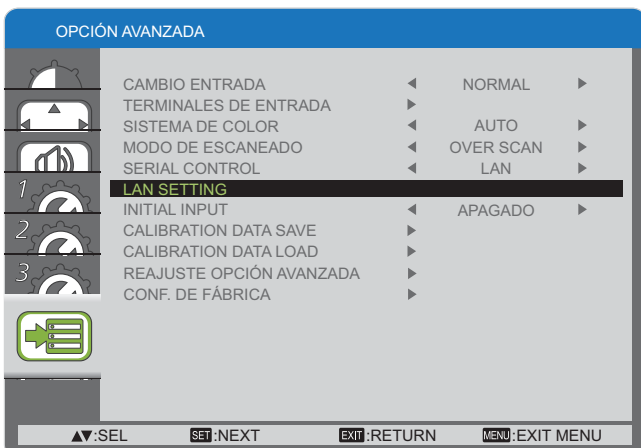 OPCIÓN AVANZADA
CAMBIO ENTRADA ◀ NORMAL ▶
TERMINALES DE ENTRADA ▶
SISTEMA DE COLOR ◀ AUTO ▶
MODO DE ESCANEADO ◀ OVER SCAN ▶
SERIAL CONTROL ◀ LAN ▶
LAN SETTING
INITIAL INPUT ◀ APAGADO ▶
CALIBRATION DATA SAVE ▶
CALIBRATION DATA LOAD ▶
REAJUSTE OPCIÓN AVANZADA ▶
CONF. DE FÁBRICA ▶
1
2
3
▲▼:SEL SET:NEXT EXIT:RETURN MENU:EXIT MENU